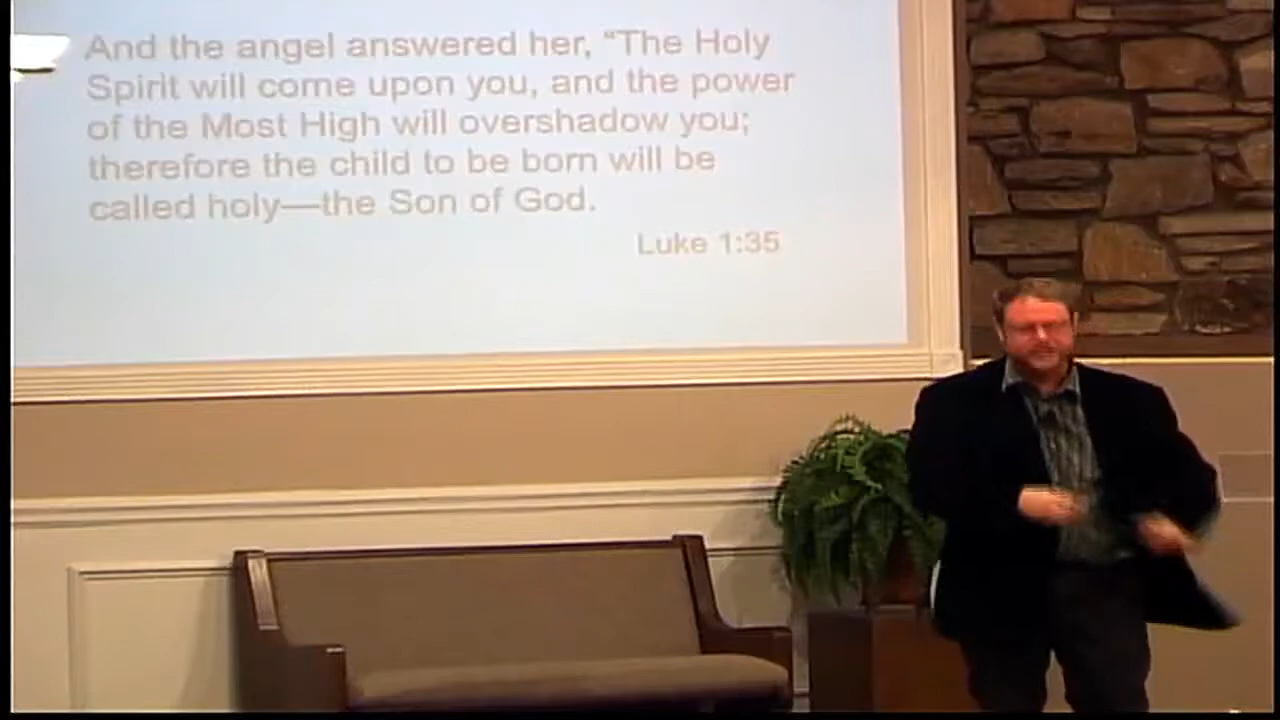 And the angel answered her, “The Holy
Spirit will come upon you, and the power
of the Most High will overshadow you;
therefore the child to be born will be
called holy—the Son of God.
Luke 1:35